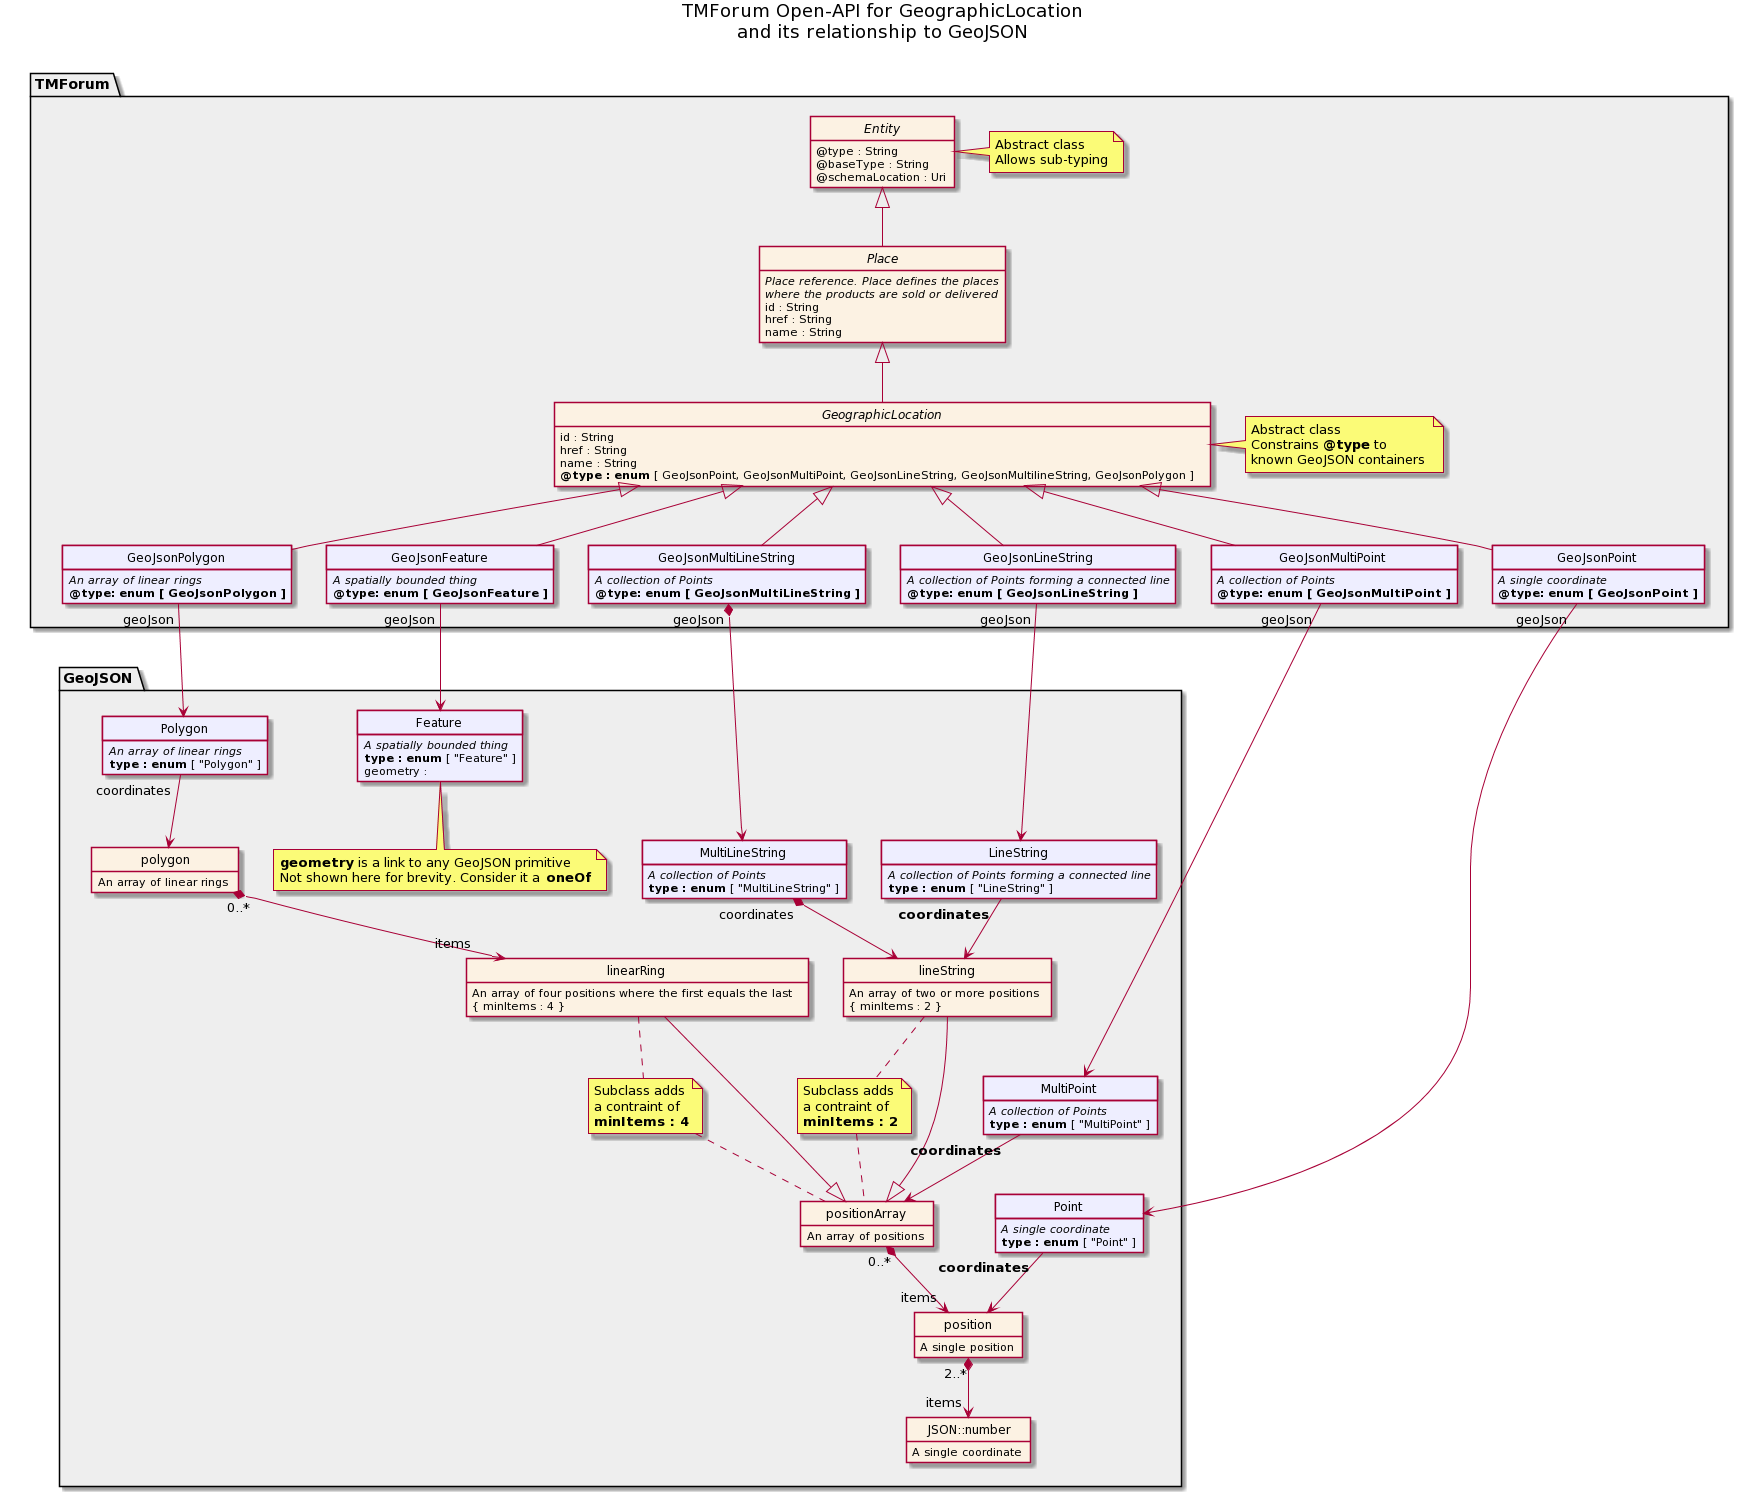 TMForum Open-API for GeographicLocation
and its relationship to GeoJSON
TMForum
Entity
@type : String
@baseType : String
@schemaLocation : Uri
Abstract class
Allows sub-typing
Place
Place reference. Place defines the places
where the products are sold or delivered
id : String
href : String
name : String
GeographicLocation
id : String
href : String
name : String
@type : enum [ GeoJsonPoint, GeoJsonMultiPoint, GeoJsonLineString, GeoJsonMultilineString, GeoJsonPolygon ]
Abstract class
Constrains @type to
known GeoJSON containers
GeoJsonPolygon
An array of linear rings
@type: enum [ GeoJsonPolygon ]
GeoJsonFeature
A spatially bounded thing
@type: enum [ GeoJsonFeature ]
GeoJsonMultiLineString
A collection of Points
@type: enum [ GeoJsonMultiLineString ]
GeoJsonLineString
A collection of Points forming a connected line
@type: enum [ GeoJsonLineString ]
GeoJsonMultiPoint
A collection of Points
@type: enum [ GeoJsonMultiPoint ]
GeoJsonPoint
A single coordinate
@type: enum [ GeoJsonPoint ]
geoJson
geoJson
geoJson
geoJson
geoJson
geoJson
GeoJSON
Polygon
An array of linear rings
type : enum [ "Polygon" ]
Feature
A spatially bounded thing
type : enum [ "Feature" ]
geometry :
coordinates
polygon
An array of linear rings
geometry is a link to any GeoJSON primitive
Not shown here for brevity. Consider it a oneOf
MultiLineString
A collection of Points
type : enum [ "MultiLineString" ]
LineString
A collection of Points forming a connected line
type : enum [ "LineString" ]
0..*
coordinates
coordinates
items
linearRing
An array of four positions where the first equals the last
{ minItems : 4 }
lineString
An array of two or more positions
{ minItems : 2 }
Subclass adds
a contraint of
minItems : 4
Subclass adds
a contraint of
minItems : 2
MultiPoint
A collection of Points
type : enum [ "MultiPoint" ]
coordinates
positionArray
An array of positions
Point
A single coordinate
type : enum [ "Point" ]
0..*
coordinates
items
position
A single position
2..*
items
JSON::number
A single coordinate